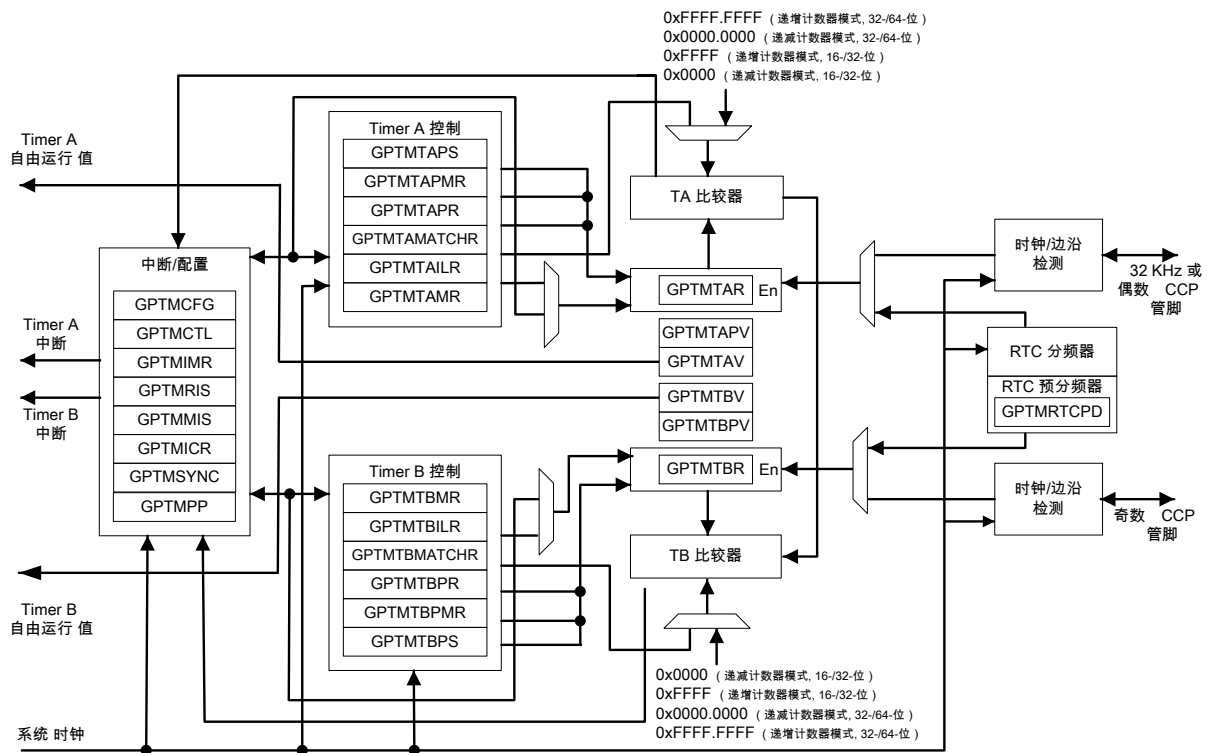 0xFFFF.FFFF（递增计数器模式, 32-/64-位）
0x0000.0000（递减计数器模式, 32-/64-位）
0xFFFF（递增计数器模式, 16-/32-位）
0x0000（递减计数器模式, 16-/32-位）
Timer A
自由运行 值
Timer A 控制
GPTMTAPS
GPTMTAPMR
GPTMTAPR
GPTMTAMATCHR
GPTMTAILR
GPTMTAMR
TA 比较器
GPTMTAR
En
时钟/边沿
检测
32 KHz 或
偶数 CCP
管脚
中断/配置
GPTMCFG
GPTMCTL
GPTMIMR
GPTMRIS
GPTMMIS
GPTMICR
GPTMSYNC
GPTMPP
Timer A
中断
Timer B
中断
GPTMTAPV
GPTMTAV
GPTMTBV
GPTMTBPV
RTC 分频器
RTC 预分频器
GPTMRTCPD
Timer B 控制
GPTMTBMR
GPTMTBILR
GPTMTBMATCHR
GPTMTBPR
GPTMTBPMR
GPTMTBPS
GPTMTBR
En
TB 比较器
时钟/边沿
检测
奇数 CCP
管脚
Timer B
自由运行 值
0x0000（递减计数器模式, 16-/32-位）
0xFFFF（递增计数器模式, 16-/32-位）
0x0000.0000（递减计数器模式, 32-/64-位）
0xFFFF.FFFF（递增计数器模式, 32-/64-位）
系统 时钟